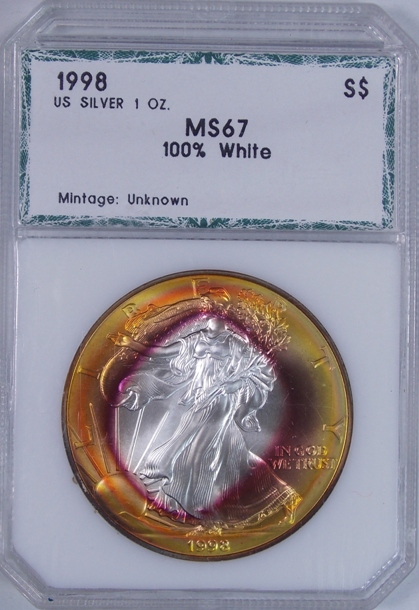 1998 S$
US SILVER 1 OZ.
MS67
100% White
Mintage: Unknown
LIBERTY
IN GOD
WE TRUST
1998